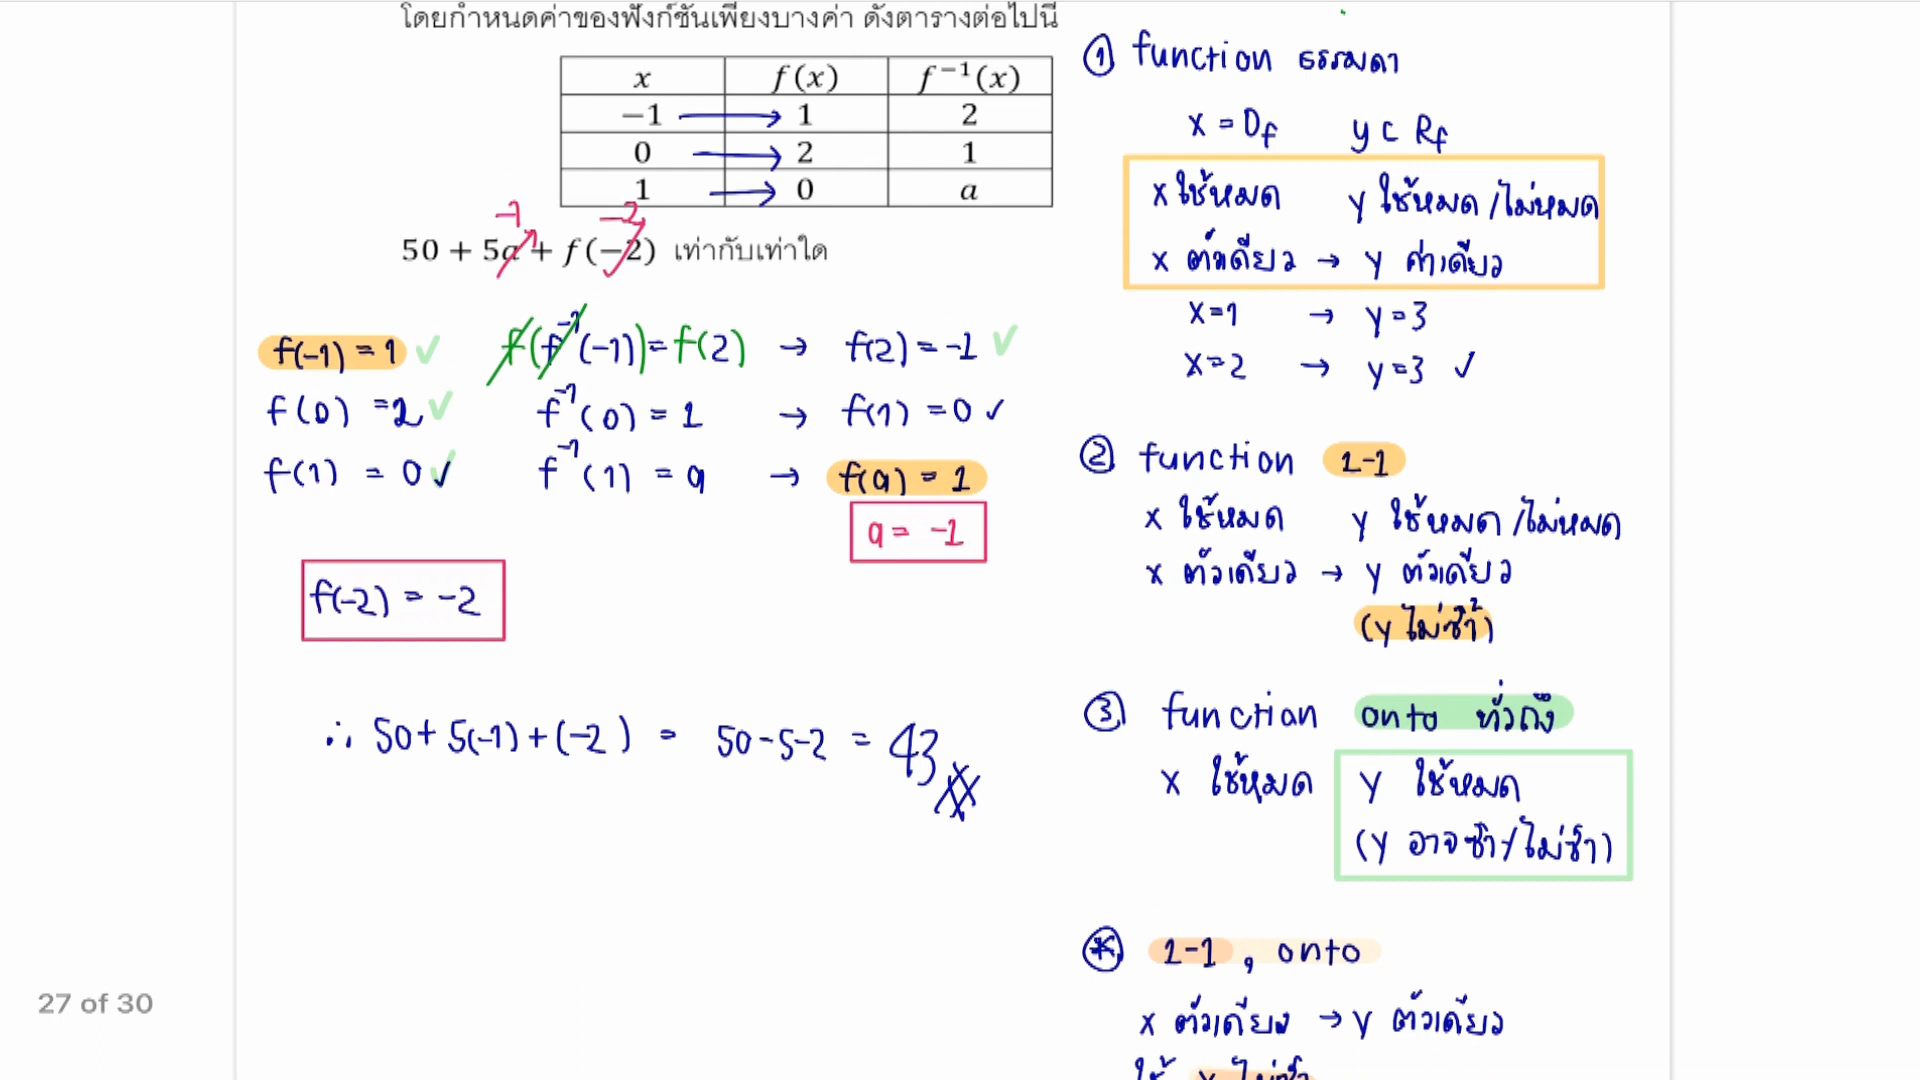 โดยกำหนดค่าของฟังก์ชันเพียงบางค่า ดังตารางต่อไปนี้
x f(x) f⁻¹(x)
−1 → 1 2
0 → 2 1
1 → 0 a
-1 -2
50 + 5a + f(−2) เท่ากับเท่าใด
f(-1) = 1 ✓ f(f⁻¹(-1)) = f(2) → f(2) = -1 ✓
f(0) = 2 ✓ f⁻¹(0) = 1 → f(1) = 0 ✓
f(1) = 0 ✓ f⁻¹(1) = a → f(a) = 1
a = -1
f(-2) = -2
∴ 50 + 5(-1) + (-2) = 50 - 5 - 2 = 43
27 of 30
① function ธรรมดา
x = D_f y ⊂ R_f
x ใช้หมด y ใช้หมด/ไม่หมด
x ตัวเดียว → y ค่าเดียว
x=1 → y=3
x=2 → y=3 ✓
② function 1-1
x ใช้หมด y ใช้หมด/ไม่หมด
x ตัวเดียว → y ตัวเดียว
(y ไม่ซ้ำ)
③ function onto ทั่วถึง
x ใช้หมด y ใช้หมด
(y อาจซ้ำ/ไม่ซ้ำ)
1-1 , onto
x ตัวเดียว → y ตัวเดียว
y ไม่ซ้ำ